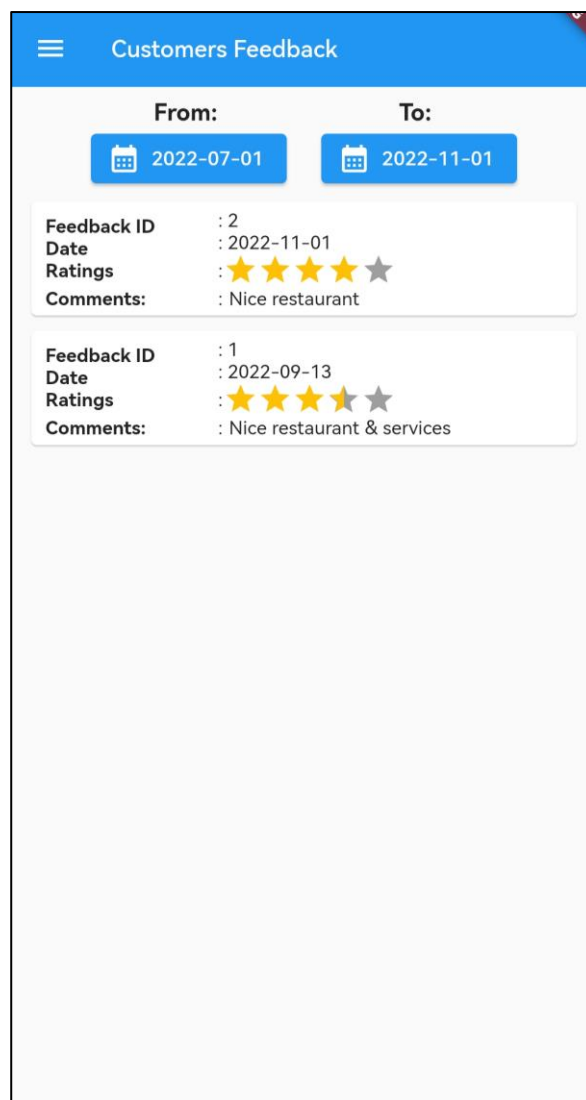 Customers Feedback
From: To:
2022-07-01 2022-11-01
Feedback ID : 2
Date : 2022-11-01
Ratings :
Comments: : Nice restaurant
Feedback ID : 1
Date : 2022-09-13
Ratings :
Comments: : Nice restaurant & services